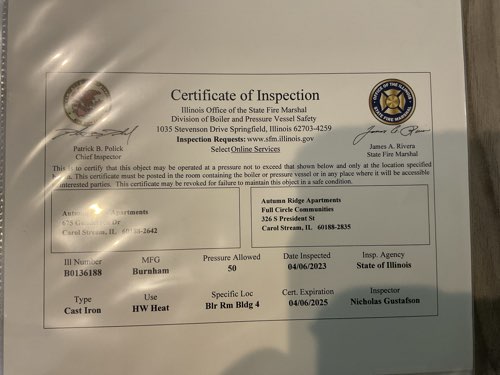 Certificate of Inspection
Illinois Office of the State Fire Marshal
Division of Boiler and Pressure Vessel Safety
1035 Stevenson Drive Springfield, Illinois 62703-4259
Inspection Requests: www.sfm.illinois.gov
Select Online Services
Patrick B. Polick
Chief Inspector
James A. Rivera
State Fire Marshal
This is to certify that this object may be operated at a pressure not to exceed that shown below and only at the location specified
This certificate must be posted in the room containing the boiler or pressure vessel or in any place where it will be accessible
interested parties. This certificate may be revoked for failure to maintain this object in a safe condition.
Autumn Ridge Apartments
Dr
Carol Stream, IL 60188-2642
Autumn Ridge Apartments
Full Circle Communities
326 S President St
Carol Stream, IL 60188-2835
Ill Number MFG Pressure Allowed Date Inspected Insp. Agency
B0136188 Burnham 50 04/06/2023 State of Illinois
Type Use Specific Loc Cert. Expiration Inspector
Cast Iron HW Heat Blr Rm Bldg 4 04/06/2025 Nicholas Gustafson